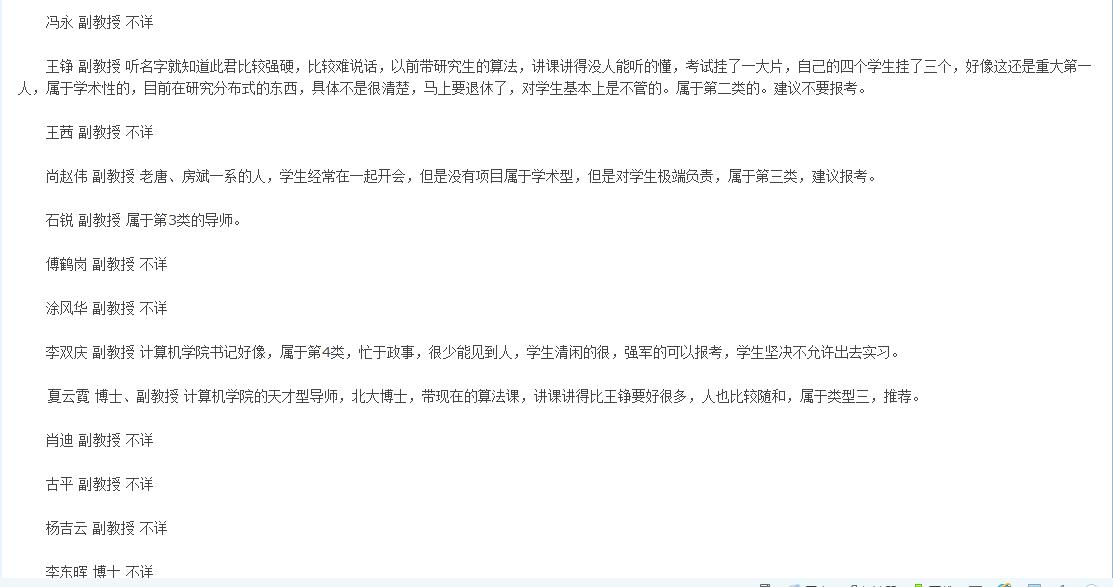 冯永 副教授 不详
王铮 副教授 听名字就知道此君比较强硬，比较难说话，以前带研究生的算法，讲课讲得没人能听的懂，考试挂了一大片，自己的四个学生挂了三个，好像这还是重大第一
人，属于学术性的，目前在研究分布式的东西，具体不是很清楚，马上要退休了，对学生基本上是不管的。属于第二类的。建议不要报考。
王茜 副教授 不详
尚赵伟 副教授 老唐、房斌一系的人，学生经常在一起开会，但是没有项目属于学术型，但是对学生极端负责，属于第三类，建议报考。
石锐 副教授 属于第3类的导师。
傅鹤岗 副教授 不详
涂风华 副教授 不详
李双庆 副教授 计算机学院书记好像，属于第4类，忙于政事，很少能见到人，学生清闲的很，强军的可以报考，学生坚决不允许出去实习。
夏云霓 博士、副教授 计算机学院的天才型导师，北大博士，带现在的算法课，讲课讲得比王铮要好很多，人也比较随和，属于类型三，推荐。
肖迪 副教授 不详
古平 副教授 不详
杨吉云 副教授 不详
李东晖 博士 不详